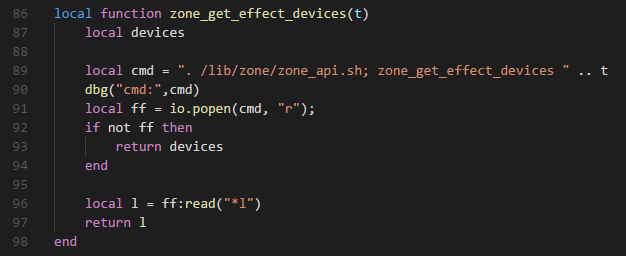 86 local function zone_get_effect_devices(t)
87     local devices
88
89     local cmd = ". /lib/zone/zone_api.sh; zone_get_effect_devices " .. t
90     dbg("cmd:",cmd)
91     local ff = io.popen(cmd, "r");
92     if not ff then
93         return devices
94     end
95
96     local l = ff:read("*l")
97     return l
98 end